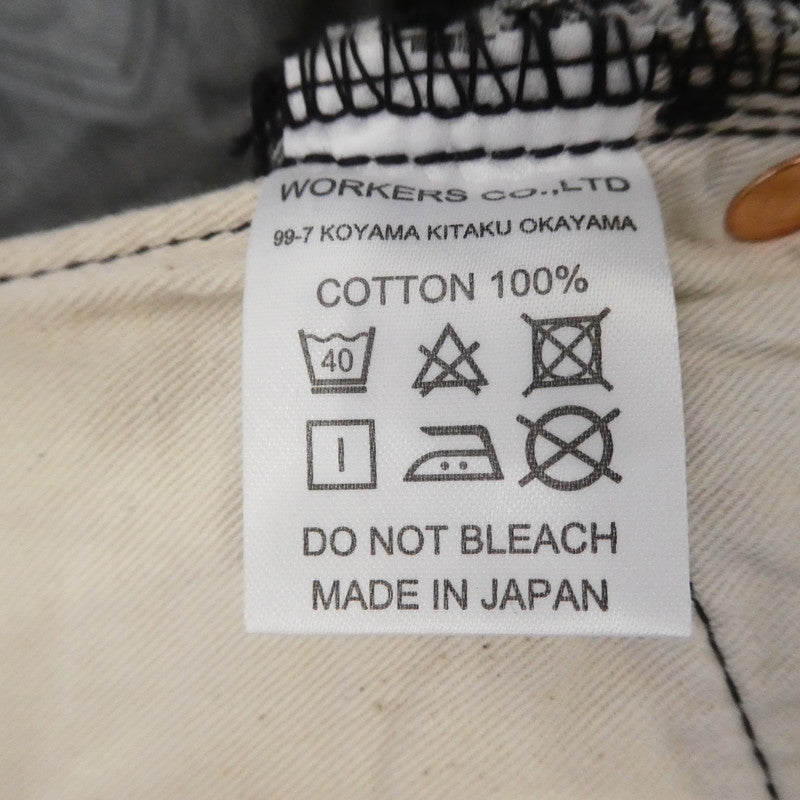 WORKERS CO.,LTD
99-7 KOYAMA KITAKU OKAYAMA
COTTON 100%
40
DO NOT BLEACH
MADE IN JAPAN